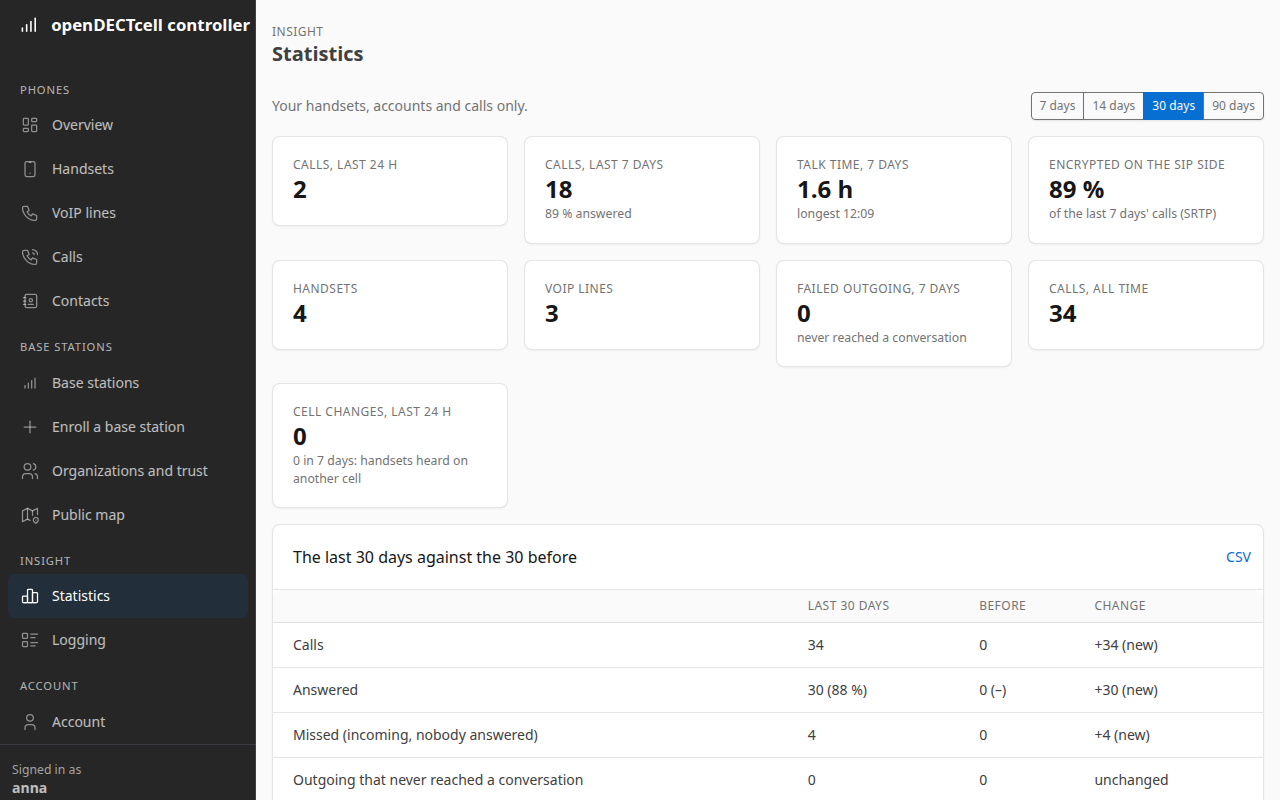 openDECTcell controller
PHONES
Overview
Handsets
VoIP lines
Calls
Contacts
BASE STATIONS
Base stations
Enroll a base station
Organizations and trust
Public map
INSIGHT
Statistics
Logging
ACCOUNT
Account
Signed in as
anna
INSIGHT
Statistics
Your handsets, accounts and calls only.
7 days 14 days 30 days 90 days
CALLS, LAST 24 H
2
CALLS, LAST 7 DAYS
18
89 % answered
TALK TIME, 7 DAYS
1.6 h
longest 12:09
ENCRYPTED ON THE SIP SIDE
89 %
of the last 7 days' calls (SRTP)
HANDSETS
4
VOIP LINES
3
FAILED OUTGOING, 7 DAYS
0
never reached a conversation
CALLS, ALL TIME
34
CELL CHANGES, LAST 24 H
0
0 in 7 days: handsets heard on
another cell
The last 30 days against the 30 before CSV
LAST 30 DAYS BEFORE CHANGE
Calls 34 0 +34 (new)
Answered 30 (88 %) 0 (–) +30 (new)
Missed (incoming, nobody answered) 4 0 +4 (new)
Outgoing that never reached a conversation 0 0 unchanged